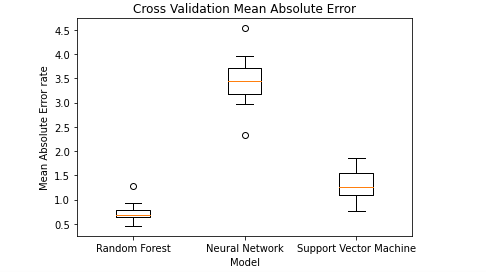 Cross Validation Mean Absolute Error
Mean Absolute Error rate
4.5
4.0
3.5
3.0
2.5
2.0
1.5
1.0
0.5
Random Forest
Neural Network
Support Vector Machine
Model